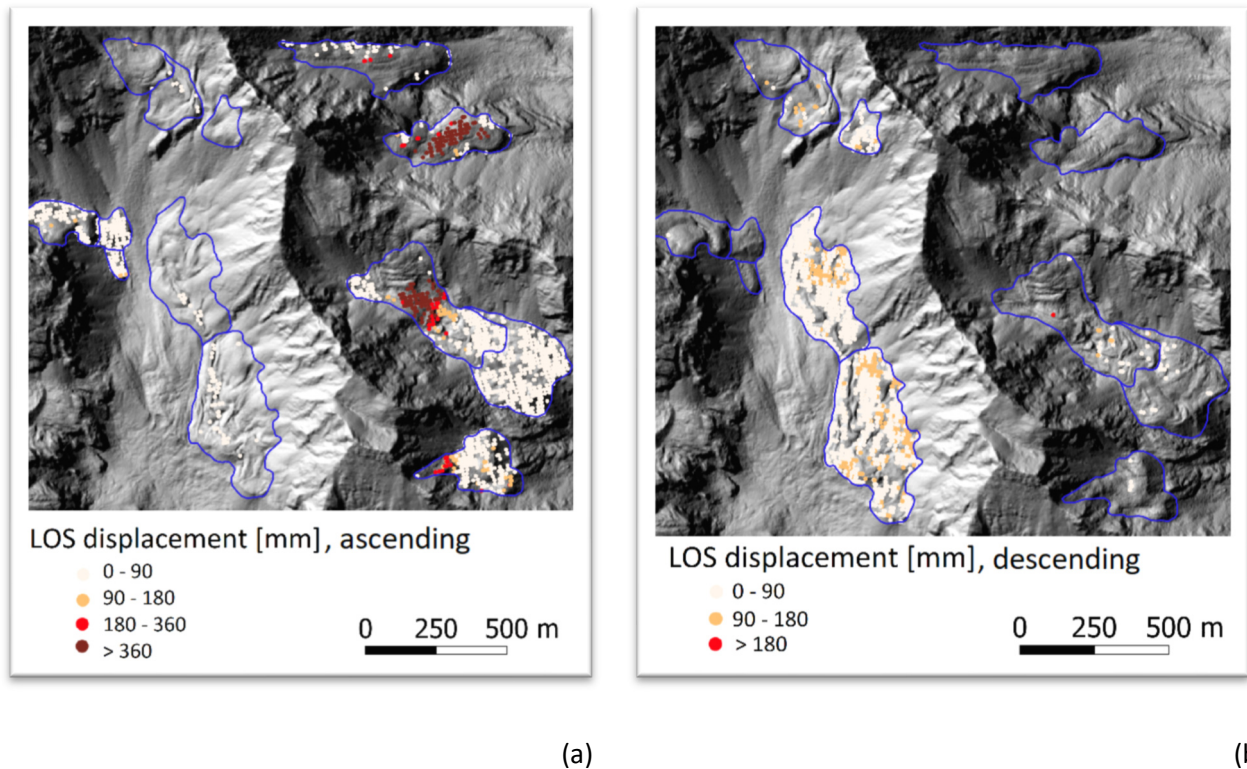 LOS displacement [mm], ascending
0 - 90
90 - 180
180 - 360
> 360
0 250 500 m
(a)
LOS displacement [mm], descending
0 - 90
90 - 180
> 180
0 250 500 m